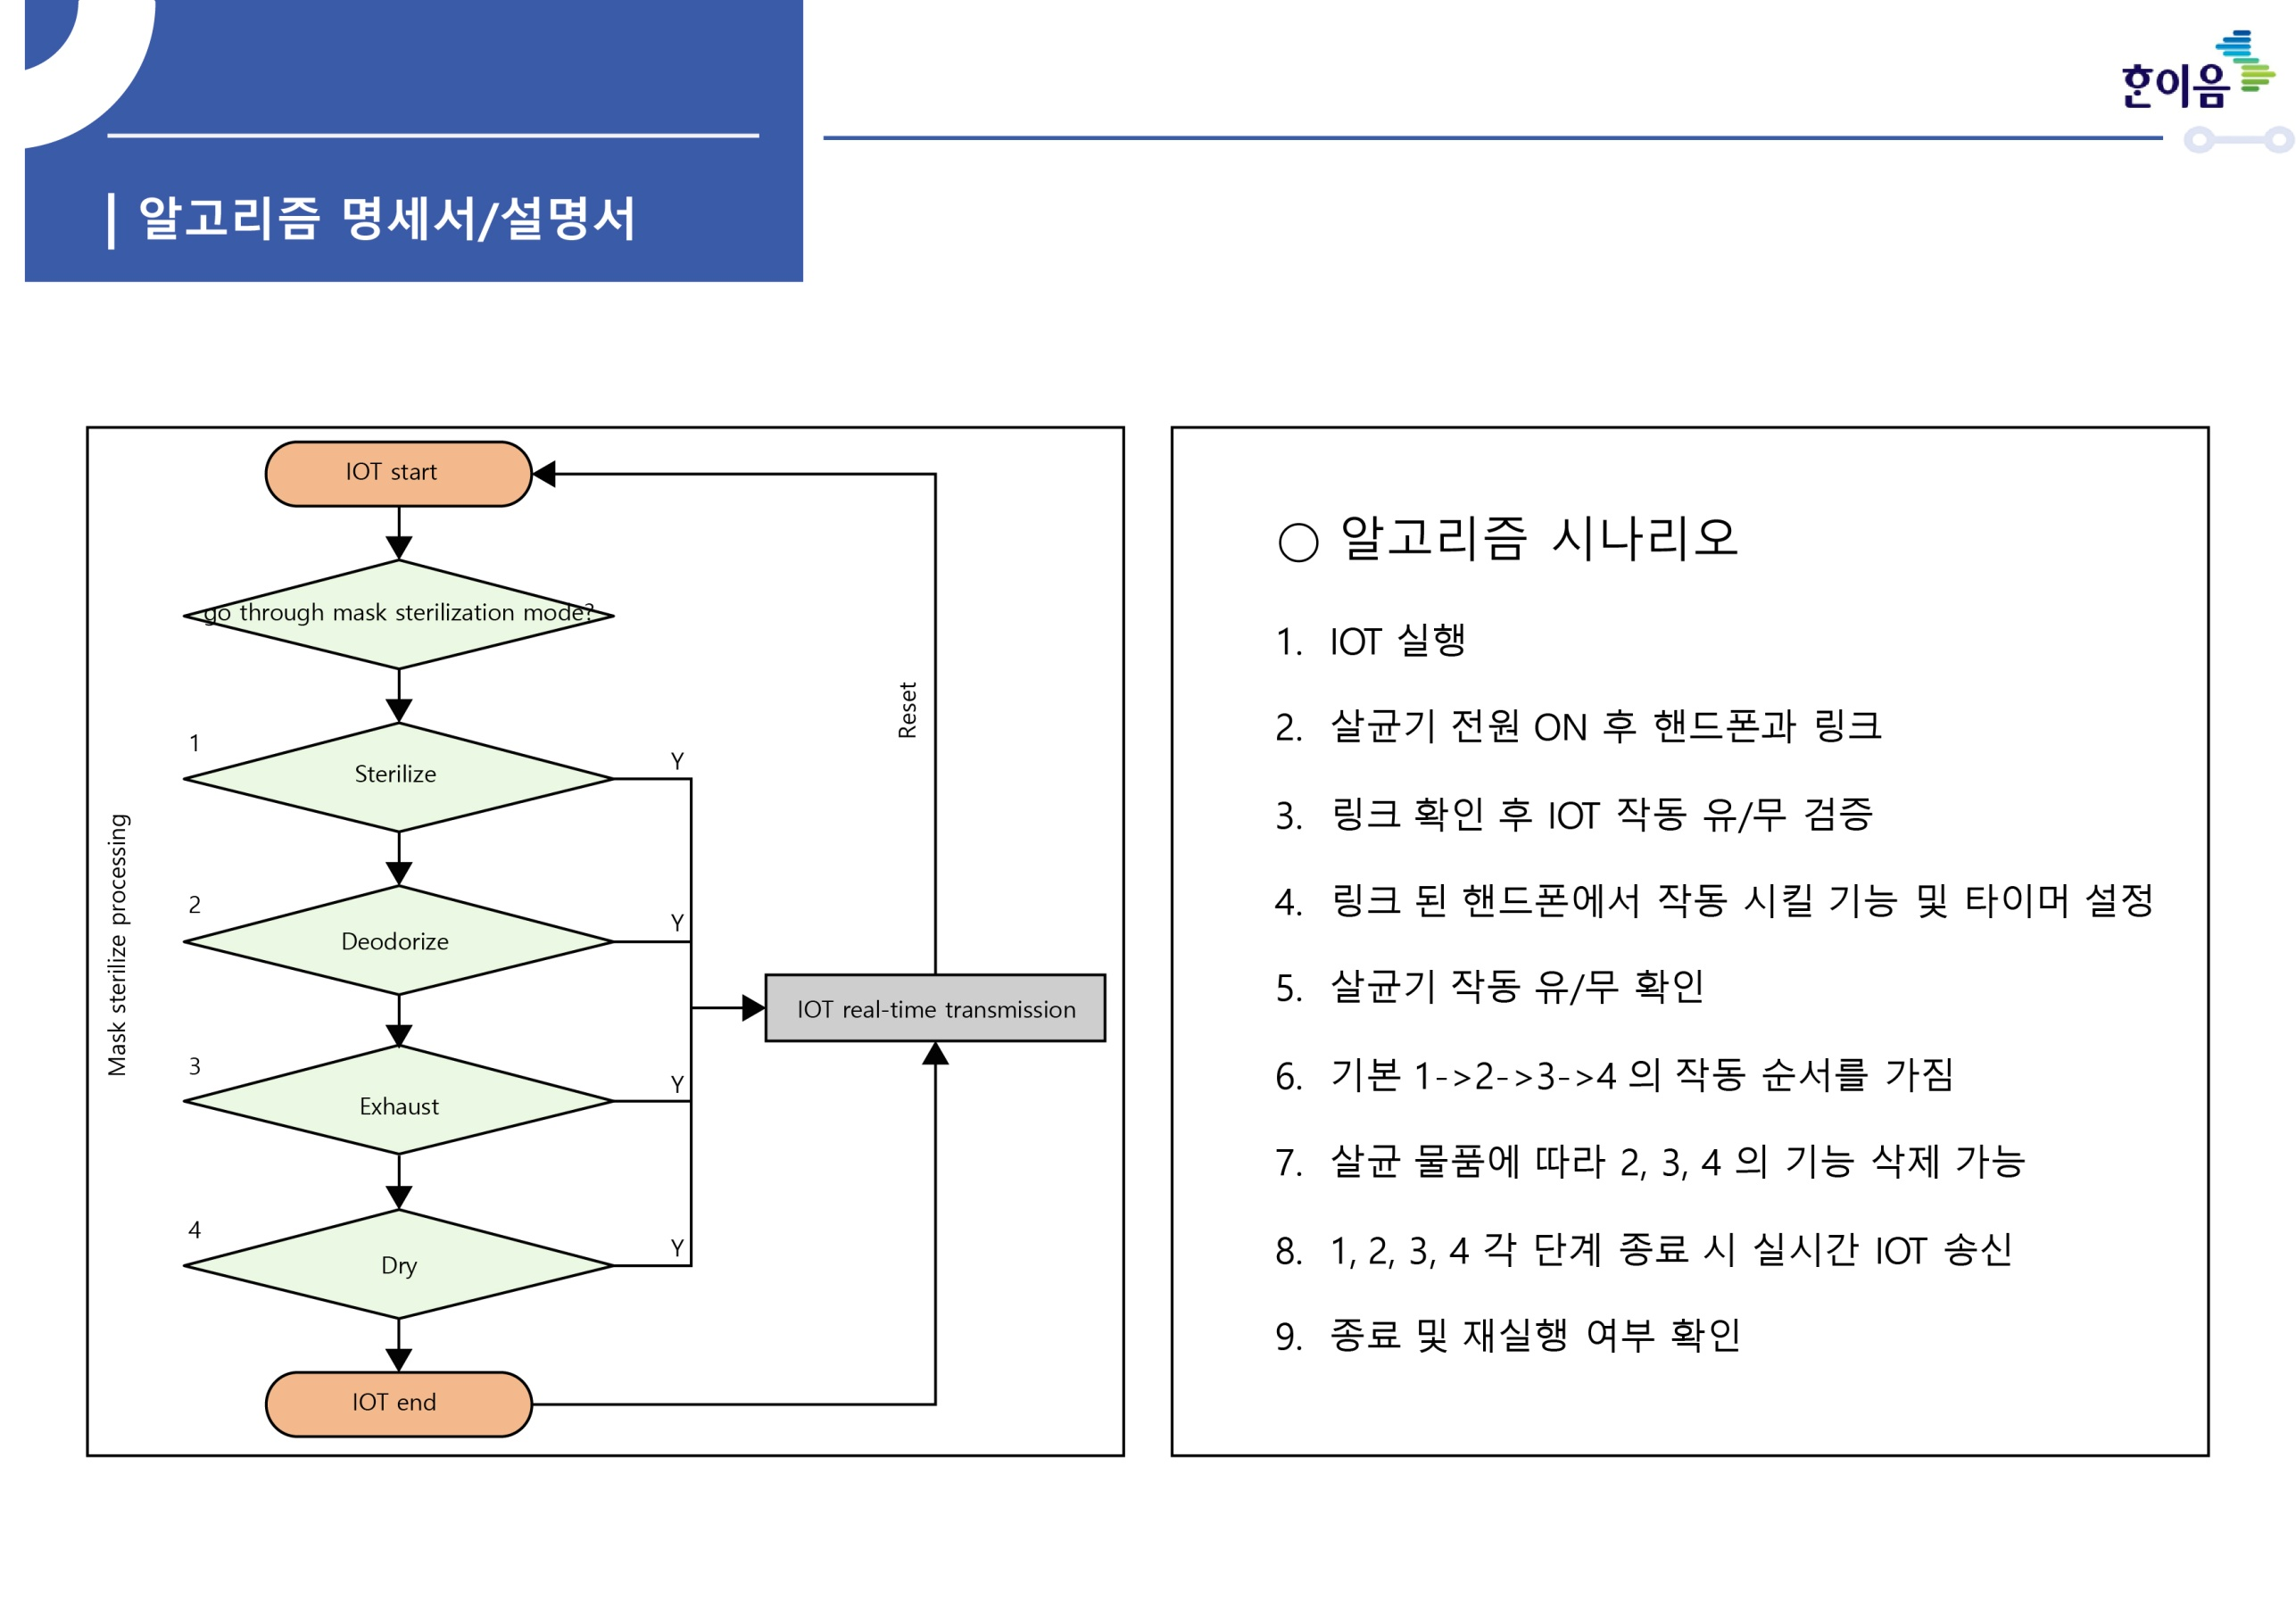 한이음
| 알고리즘 명세서/설명서
IOT start
go through mask sterilization mode?
1
Sterilize
Y
2
Deodorize
Y
3
Exhaust
Y
4
Dry
Y
IOT end
Mask sterilize processing
IOT real-time transmission
Reset
○ 알고리즘 시나리오
1. IOT 실행
2. 살균기 전원 ON 후 핸드폰과 링크
3. 링크 확인 후 IOT 작동 유/무 검증
4. 링크 된 핸드폰에서 작동 시킬 기능 및 타이머 설정
5. 살균기 작동 유/무 확인
6. 기본 1->2->3->4 의 작동 순서를 가짐
7. 살균 물품에 따라 2, 3, 4 의 기능 삭제 가능
8. 1, 2, 3, 4 각 단계 종료 시 실시간 IOT 송신
9. 종료 및 재실행 여부 확인